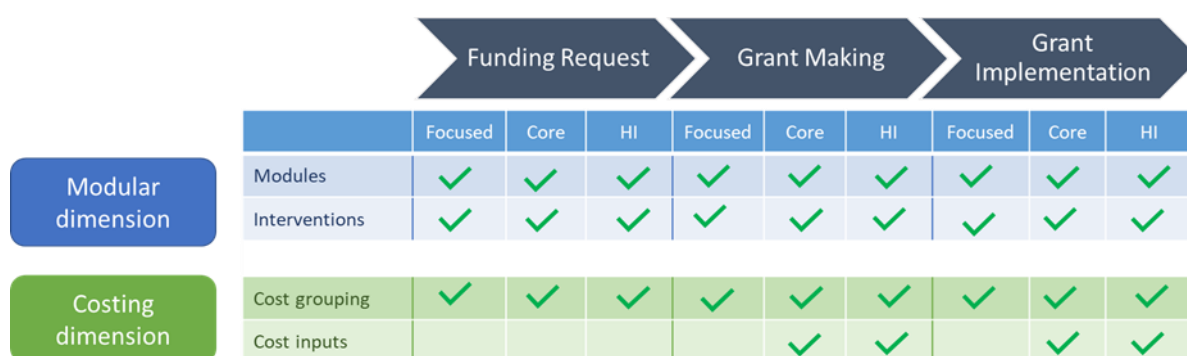 Funding Request
Grant Making
Grant
Implementation
Focused Core HI Focused Core HI Focused Core HI
Modular
dimension
Modules
Interventions
Costing
dimension
Cost grouping
Cost inputs